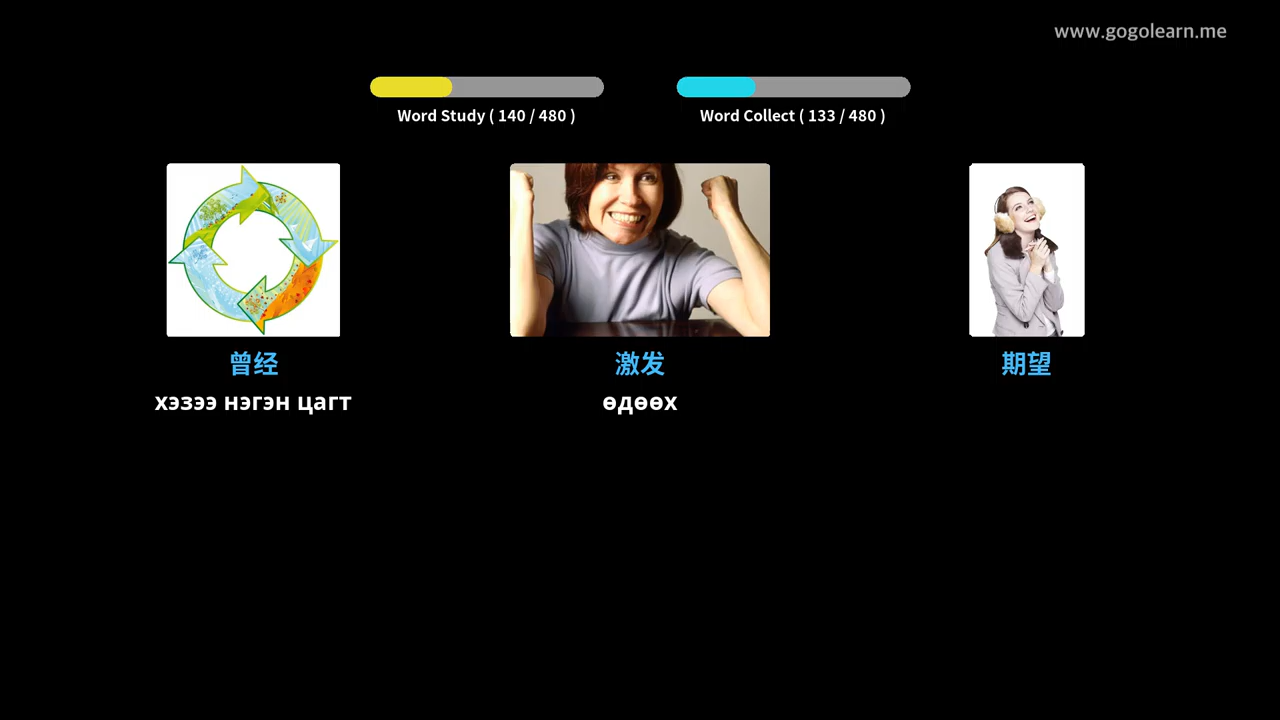 www.gogolearn.me
Word Study ( 140 / 480 )
Word Collect ( 133 / 480 )
曾经
激发
期望
хэзээ нэгэн цагт
өдөөх